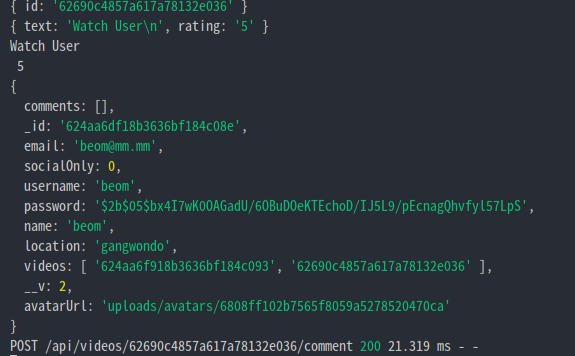 { id: '62690c4857a617a78132e036' }
{ text: 'Watch User\n', rating: '5' }
Watch User
5
{
comments: [],
_id: '624aa6df18b3636bf184c08e',
email: 'beom@mm.mm',
socialOnly: 0,
username: 'beom',
password: '$2b$05$bx4I7wKOOAGadU/6OBuDOeKTEchoD/IJ5L9/pEcnagQhvfyl57LpS',
name: 'beom',
location: 'gangwondo',
videos: [ '624aa6f918b3636bf184c093', '62690c4857a617a78132e036' ],
__v: 2,
avatarUrl: 'uploads/avatars/6808ff102b7565f8059a5278520470ca'
}
POST /api/videos/62690c4857a617a78132e036/comment 200 21.319 ms - -